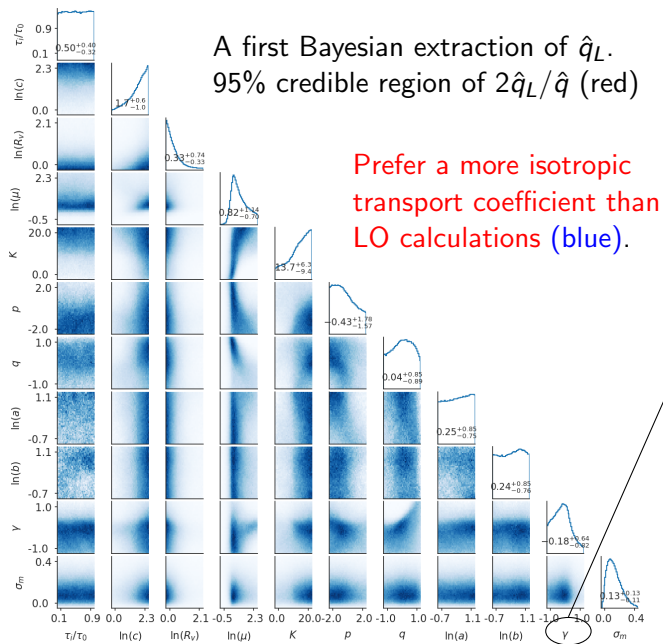 A first Bayesian extraction of q̂_L.
95% credible region of 2q̂_L/q̂ (red)
Prefer a more isotropic
transport coefficient than
LO calculations (blue).
τ_i/τ_0
0.9
0.1
0.50^{+0.40}_{−0.32}
ln(c)
2.3
0.0
1.7^{+0.6}_{−1.0}
ln(R_v)
2.1
0.0
0.33^{+0.74}_{−0.33}
ln(μ)
2.3
-0.5
0.82^{+1.14}_{−0.70}
K
20.0
0.0
13.7^{+6.3}_{−9.4}
p
2.0
-2.0
−0.43^{+1.78}_{−1.57}
q
1.0
-1.0
0.04^{+0.85}_{−0.89}
ln(a)
1.1
-0.7
0.25^{+0.85}_{−0.75}
ln(b)
1.1
-0.7
0.24^{+0.85}_{−0.76}
γ
1.0
-1.0
−0.18^{+0.64}_{−0.82}
σ_m
0.4
0.0
0.13^{+0.13}_{−0.11}
0.1 0.9 0.0 2.3 0.0 2.1 -0.5 2.3 0.0 20.0 -2.0 2.0 -1.0 1.0 -0.7 1.1 -0.7 1.1 -1.0 1.0 0.0 0.4
τ_i/τ_0 ln(c) ln(R_v) ln(μ) K p q ln(a) ln(b) γ σ_m